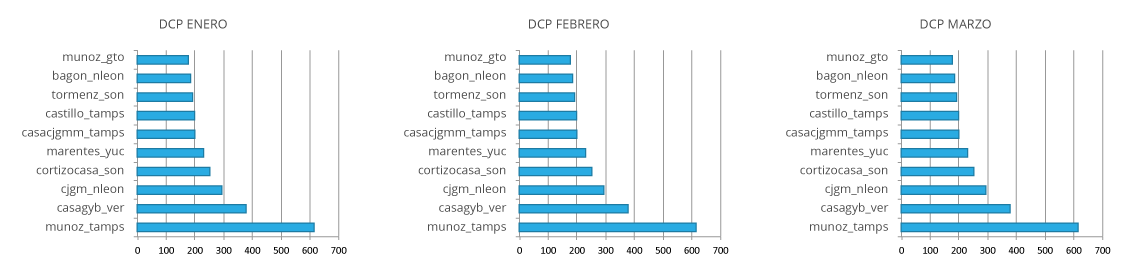 DCP ENERO
munoz_gto
bagon_nleon
tormenz_son
castillo_tamps
casacjgmm_tamps
marentes_yuc
cortizocasa_son
cjgm_nleon
casagyb_ver
munoz_tamps
0 100 200 300 400 500 600 700
DCP FEBRERO
munoz_gto
bagon_nleon
tormenz_son
castillo_tamps
casacjgmm_tamps
marentes_yuc
cortizocasa_son
cjgm_nleon
casagyb_ver
munoz_tamps
0 100 200 300 400 500 600 700
DCP MARZO
munoz_gto
bagon_nleon
tormenz_son
castillo_tamps
casacjgmm_tamps
marentes_yuc
cortizocasa_son
cjgm_nleon
casagyb_ver
munoz_tamps
0 100 200 300 400 500 600 700